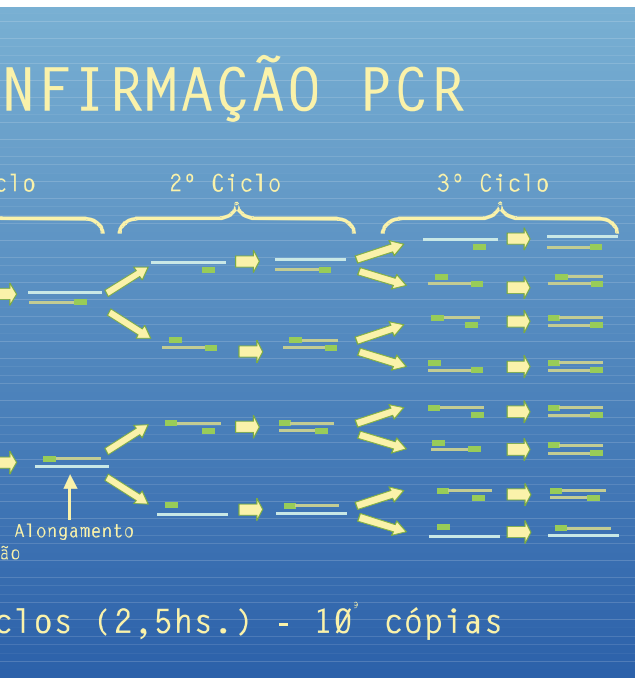 NFIRMAÇÃO PCR
clo 2º Ciclo 3º Ciclo
Alongamento
ão
clos (2,5hs.) - 10⁹ cópias